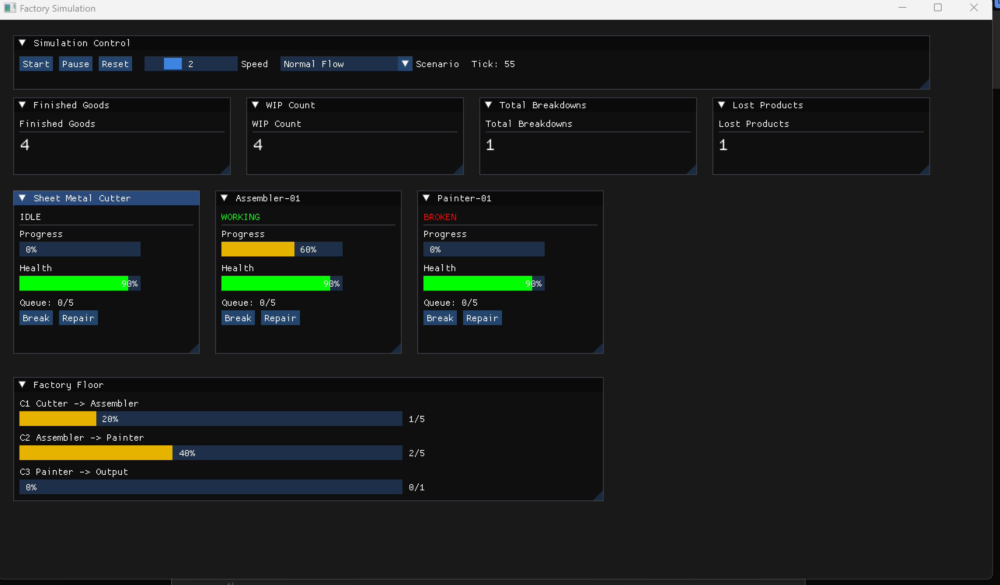 Factory Simulation
Simulation Control
Start Pause Reset 2 Speed Normal Flow Scenario Tick: 55
Finished Goods
Finished Goods
4
WIP Count
WIP Count
4
Total Breakdowns
Total Breakdowns
1
Lost Products
Lost Products
1
Sheet Metal Cutter
IDLE
Progress
0%
Health
90%
Queue: 0/5
Break Repair
Assembler-01
WORKING
Progress
60%
Health
90%
Queue: 0/5
Break Repair
Painter-01
BROKEN
Progress
0%
Health
90%
Queue: 0/5
Break Repair
Factory Floor
C1 Cutter -> Assembler
20% 1/5
C2 Assembler -> Painter
40% 2/5
C3 Painter -> Output
0% 0/1